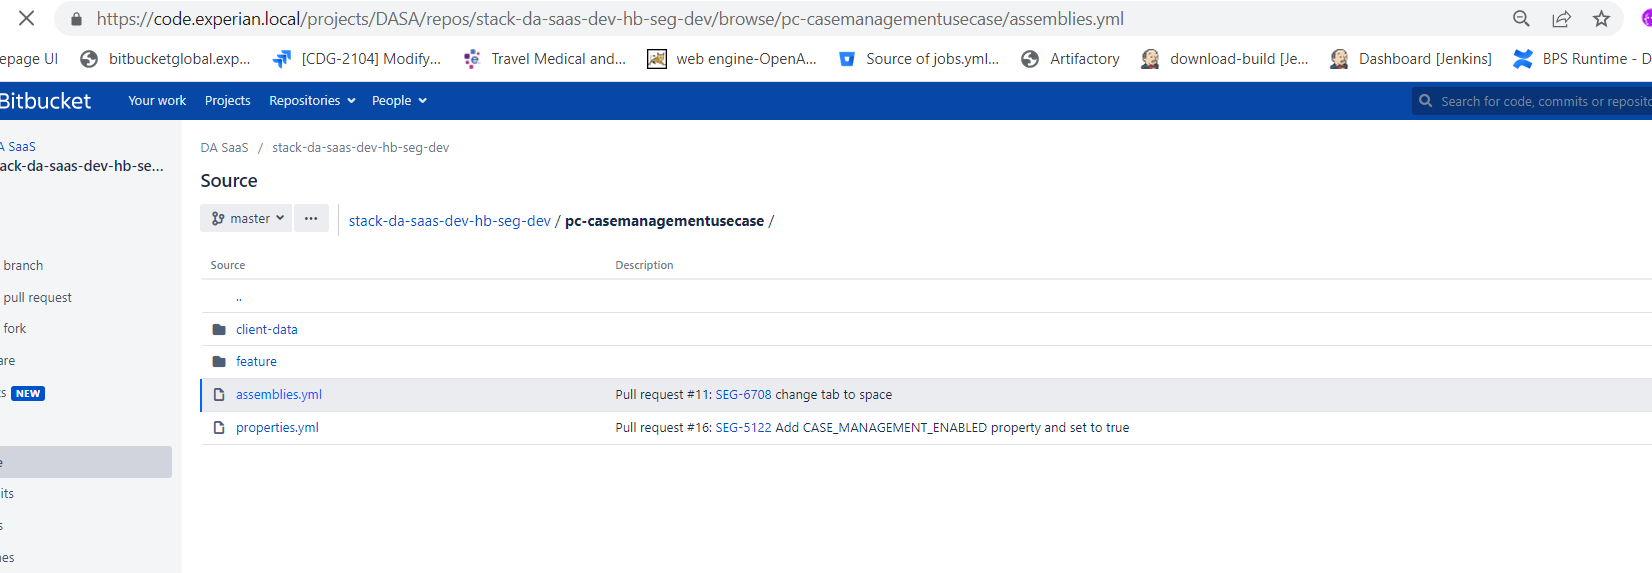 https://code.experian.local/projects/DASA/repos/stack-da-saas-dev-hb-seg-dev/browse/pc-casemanagementusecase/assemblies.yml
epage UI bitbucketglobal.exp... [CDG-2104] Modify... Travel Medical and... web engine-OpenA... Source of jobs.yml... Artifactory download-build [Je... Dashboard [Jenkins] BPS Runtime - D
Bitbucket Your work Projects Repositories People Search for code, commits or reposito
A SaaS
ack-da-saas-dev-hb-se...
DA SaaS / stack-da-saas-dev-hb-seg-dev
Source
master ... stack-da-saas-dev-hb-seg-dev / pc-casemanagementusecase /
branch
pull request
fork
are
s NEW
e
its
s
nes
Source Description
..
client-data
feature
assemblies.yml Pull request #11: SEG-6708 change tab to space
properties.yml Pull request #16: SEG-5122 Add CASE_MANAGEMENT_ENABLED property and set to true